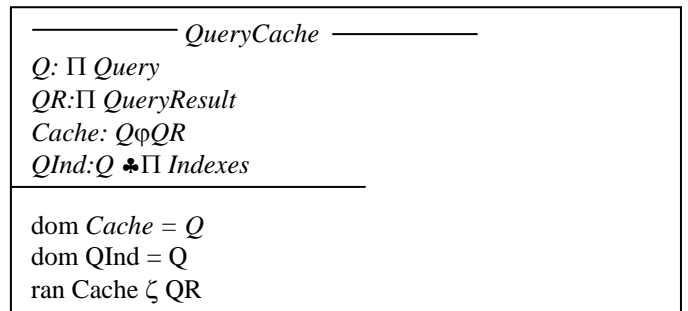 QueryCache
Q: Π Query
QR:Π QueryResult
Cache: QφQR
QInd:Q ♣Π Indexes
dom Cache = Q
dom QInd = Q
ran Cache ζ QR